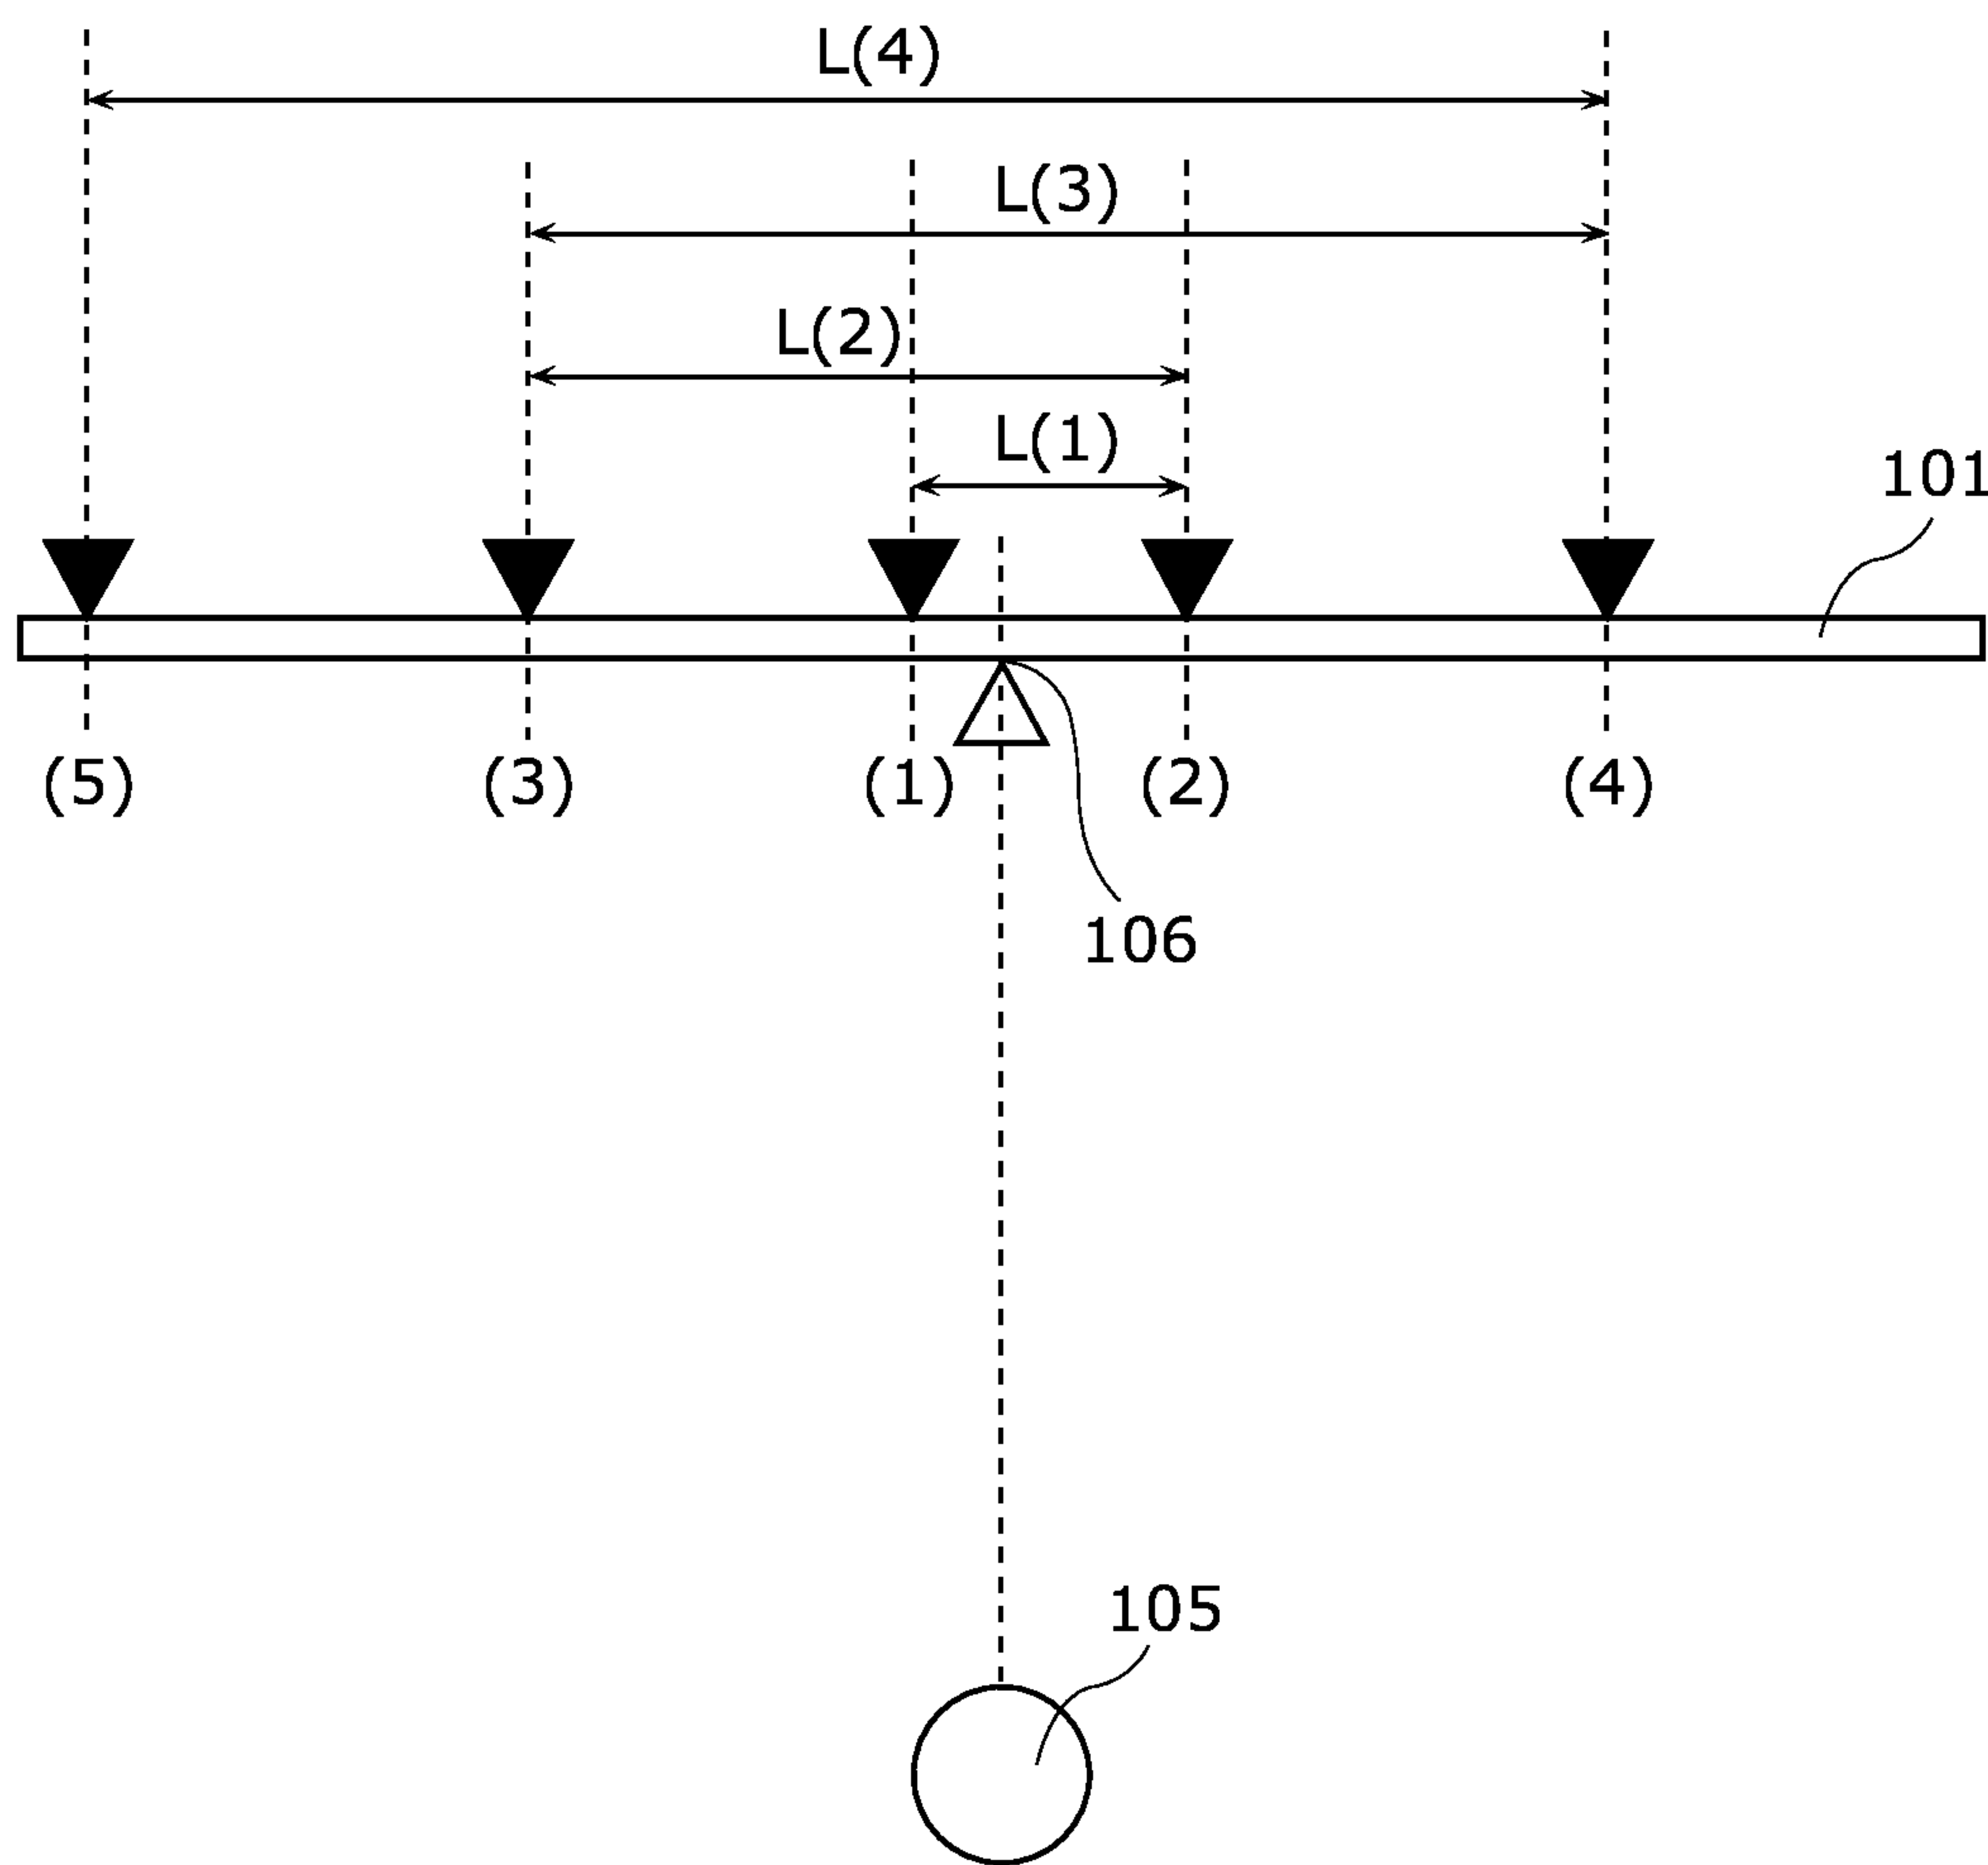 L(4)
L(3)
L(2)
L(1)
101
(5) (3) (1) (2) (4)
106
105